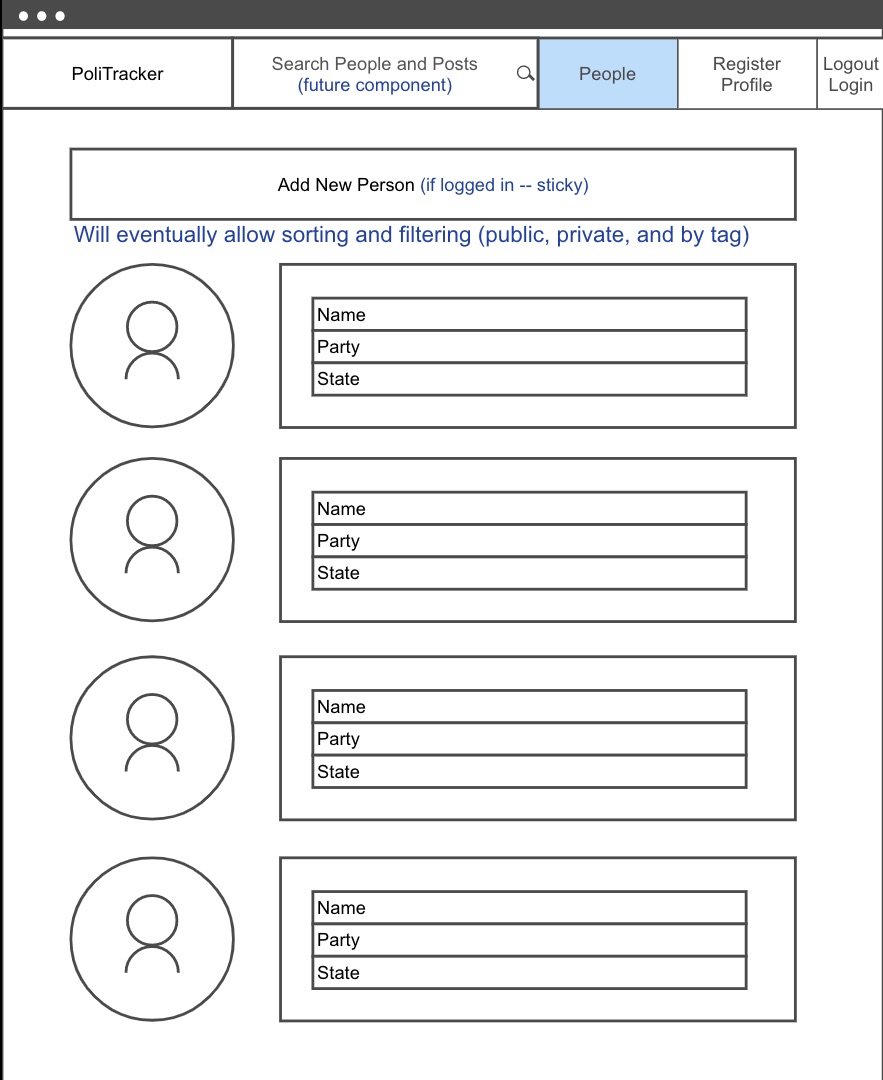 PoliTracker
Search People and Posts
(future component)
People
Register
Profile
Logout
Login
Add New Person (if logged in -- sticky)
Will eventually allow sorting and filtering (public, private, and by tag)
Name
Party
State
Name
Party
State
Name
Party
State
Name
Party
State